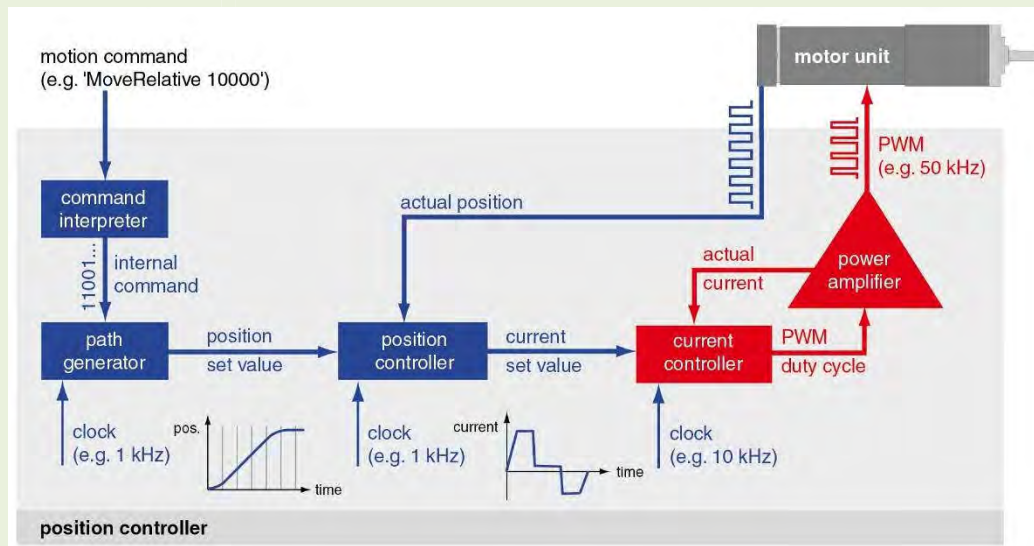 motion command
(e.g. 'MoveRelative 10000')
motor unit
PWM
(e.g. 50 kHz)
command
interpreter
actual position
11001...
internal
command
actual
current
power
amplifier
path
generator
position
set value
position
controller
current
set value
current
controller
PWM
duty cycle
clock
(e.g. 1 kHz)
pos.
time
clock
(e.g. 1 kHz)
current
time
clock
(e.g. 10 kHz)
position controller